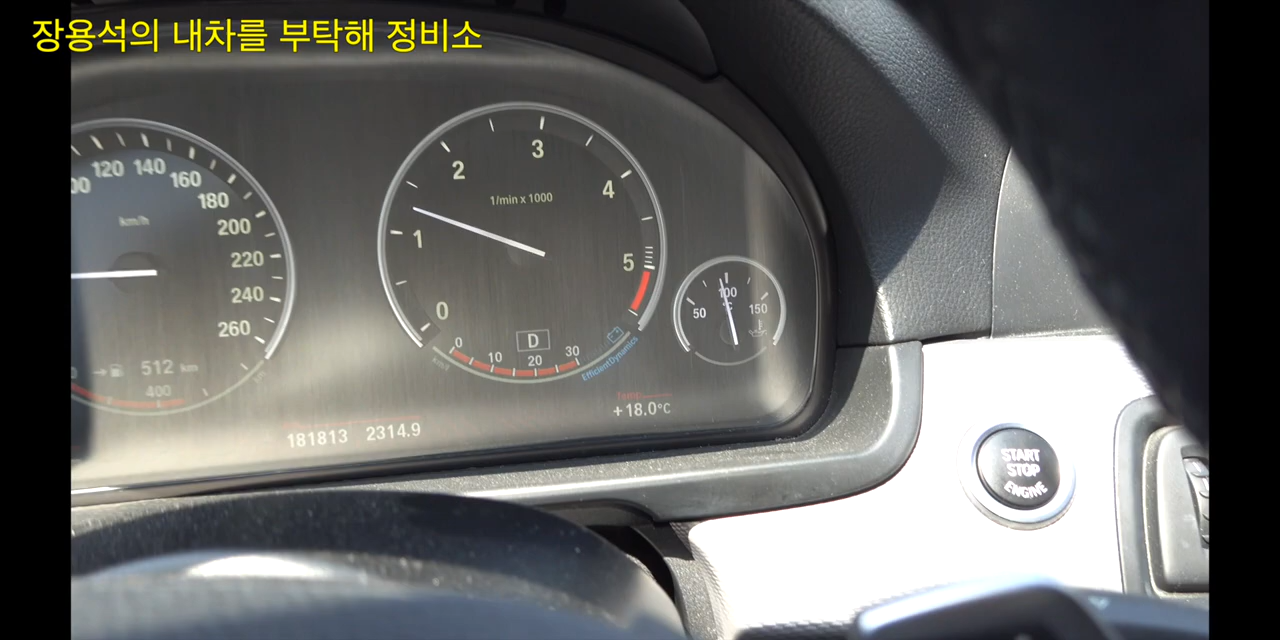 장용석의 내차를 부탁해 정비소
120 140 160 180 200 220 240 260
km/h
512 km
400
181813 2314.9
0 1 2 3 4 5
1/min x 1000
D
0 10 20 30
EfficientDynamics
+18.0°C
50 100 150
°C
START
STOP
ENGINE